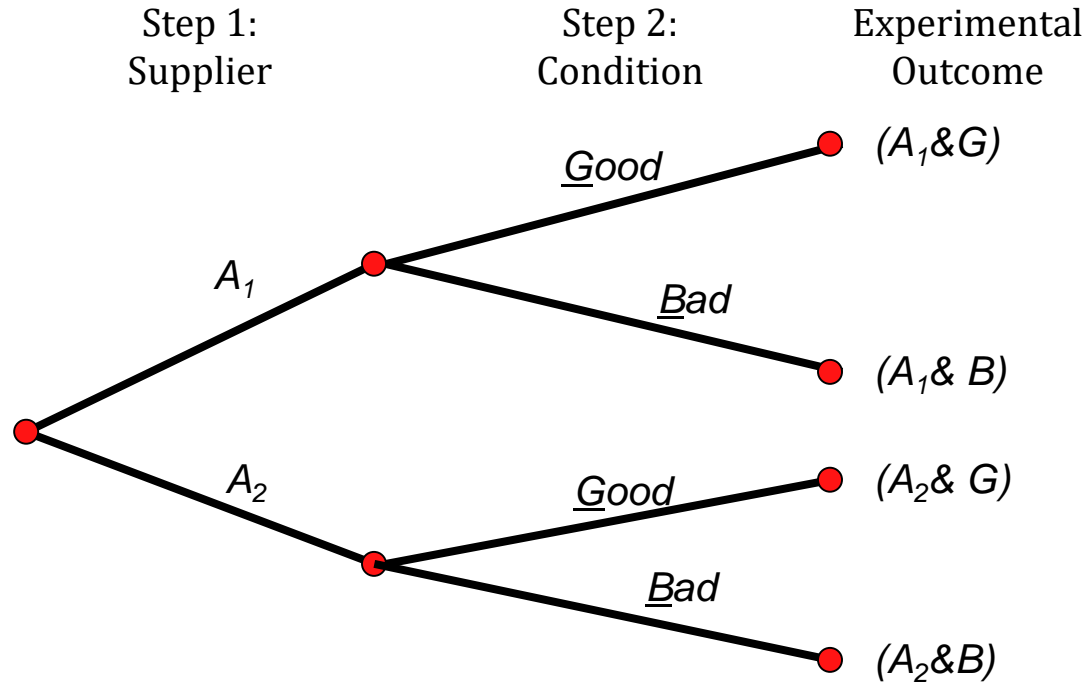 Step 1:
Supplier
Step 2:
Condition
Experimental
Outcome
(A₁&G)
Good
A₁
Bad
(A₁& B)
A₂
Good
(A₂& G)
Bad
(A₂&B)